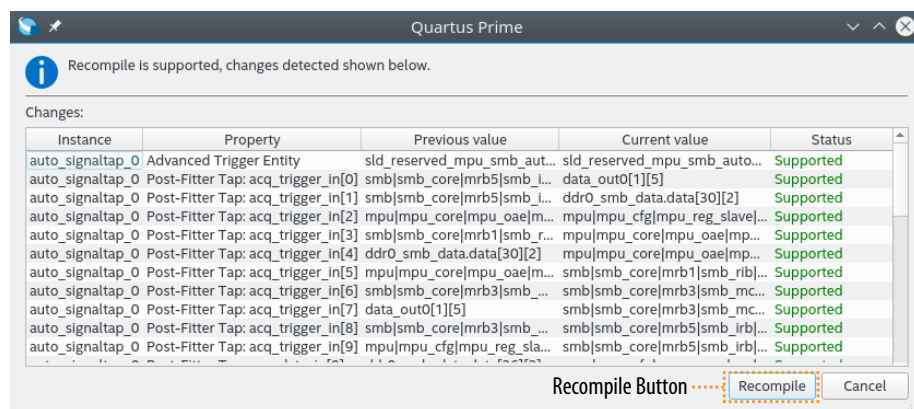 Quartus Prime
Recompile is supported, changes detected shown below.
Changes:
Instance Property Previous value Current value Status
auto_signaltap_0 Advanced Trigger Entity sld_reserved_mpu_smb_aut... sld_reserved_mpu_smb_auto... Supported
auto_signaltap_0 Post-Fitter Tap: acq_trigger_in[0] smb|smb_core|mrb5|smb_i... data_out0[1][5] Supported
auto_signaltap_0 Post-Fitter Tap: acq_trigger_in[1] smb|smb_core|mrb5|smb_i... ddr0_smb_data.data[30][2] Supported
auto_signaltap_0 Post-Fitter Tap: acq_trigger_in[2] mpu|mpu_core|mpu_oae|m... mpu|mpu_cfg|mpu_reg_slave|... Supported
auto_signaltap_0 Post-Fitter Tap: acq_trigger_in[3] smb|smb_core|mrb1|smb_r... mpu|mpu_core|mpu_oae|mp... Supported
auto_signaltap_0 Post-Fitter Tap: acq_trigger_in[4] ddr0_smb_data.data[30][2] mpu|mpu_core|mpu_oae|mp... Supported
auto_signaltap_0 Post-Fitter Tap: acq_trigger_in[5] mpu|mpu_core|mpu_oae|m... smb|smb_core|mrb1|smb_rib|... Supported
auto_signaltap_0 Post-Fitter Tap: acq_trigger_in[6] smb|smb_core|mrb3|smb_... smb|smb_core|mrb3|smb_mc... Supported
auto_signaltap_0 Post-Fitter Tap: acq_trigger_in[7] data_out0[1][5] smb|smb_core|mrb3|smb_mc... Supported
auto_signaltap_0 Post-Fitter Tap: acq_trigger_in[8] smb|smb_core|mrb3|smb_... smb|smb_core|mrb5|smb_irb|... Supported
auto_signaltap_0 Post-Fitter Tap: acq_trigger_in[9] mpu|mpu_cfg|mpu_reg_sla... smb|smb_core|mrb5|smb_irb|... Supported
Recompile Button Recompile Cancel